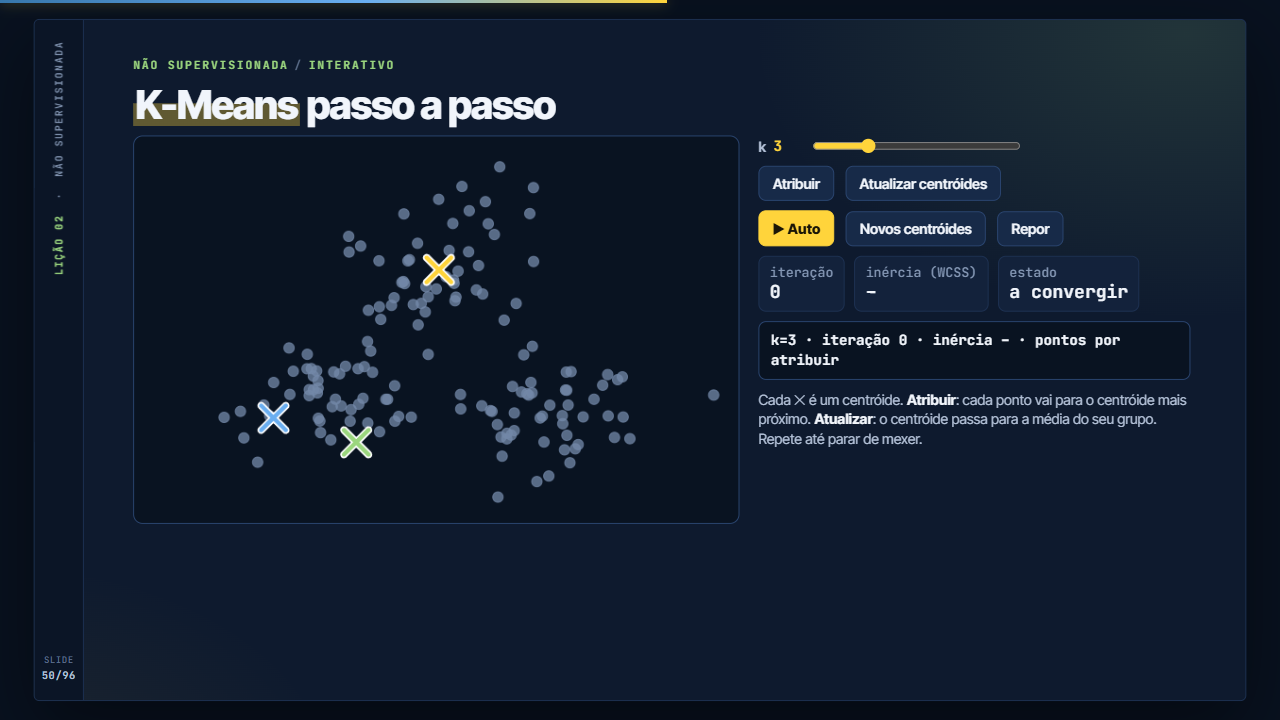 LIÇÃO 02 · NÃO SUPERVISIONADA
NÃO SUPERVISIONADA / INTERATIVO
K-Means passo a passo
k 3
Atribuir
Atualizar centróides
▶ Auto
Novos centróides
Repor
iteração
0
inércia (WCSS)
–
estado
a convergir
k=3 · iteração 0 · inércia – · pontos por
atribuir
Cada × é um centróide. Atribuir: cada ponto vai para o centróide mais
próximo. Atualizar: o centróide passa para a média do seu grupo.
Repete até parar de mexer.
SLIDE
50/96